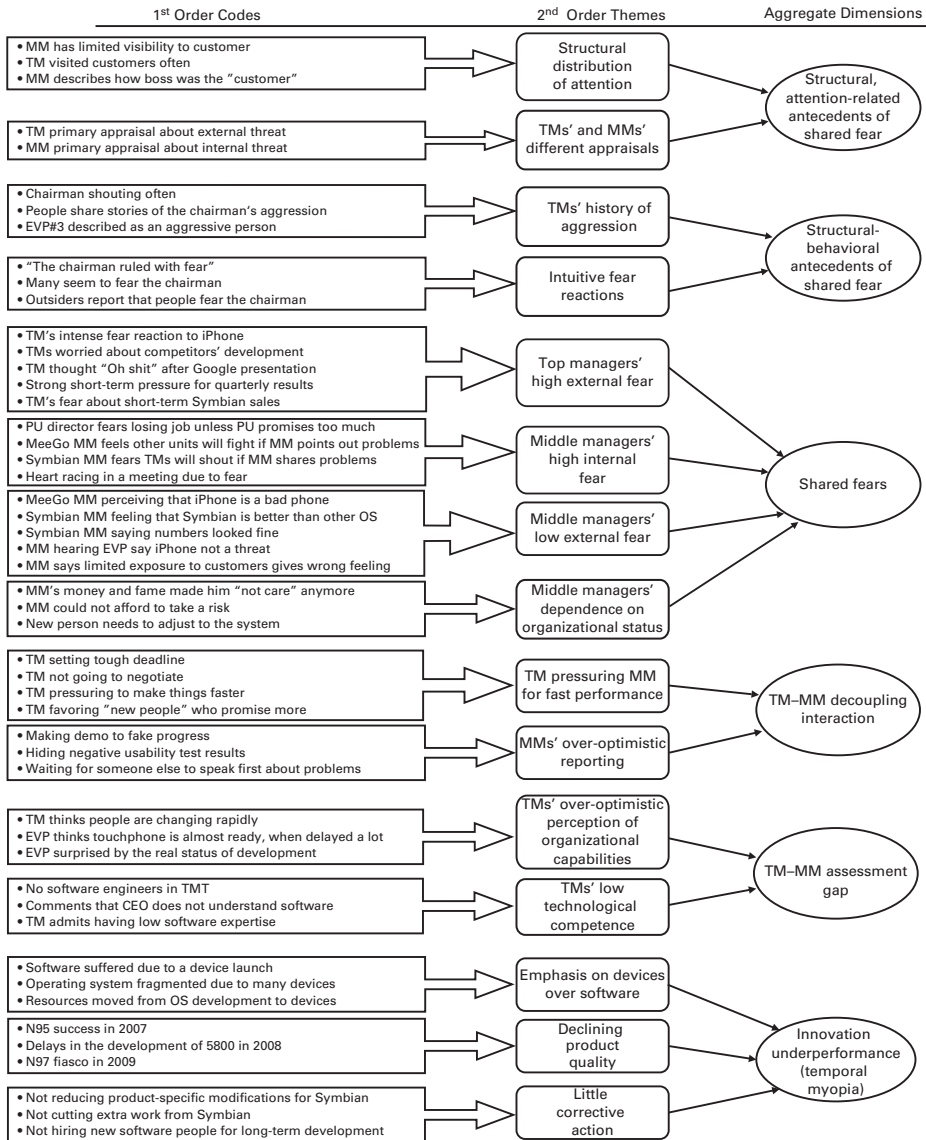 1st Order Codes
2nd Order Themes
Aggregate Dimensions
• MM has limited visibility to customer
• TM visited customers often
• MM describes how boss was the “customer”
Structural
distribution
of attention
• TM primary appraisal about external threat
• MM primary appraisal about internal threat
TMs’ and MMs’
different appraisals
Structural,
attention-related
antecedents of
shared fear
• Chairman shouting often
• People share stories of the chairman’s aggression
• EVP#3 described as an aggressive person
TMs’ history of
aggression
• “The chairman ruled with fear”
• Many seem to fear the chairman
• Outsiders report that people fear the chairman
Intuitive fear
reactions
Structural-
behavioral
antecedents of
shared fear
• TM’s intense fear reaction to iPhone
• TMs worried about competitors’ development
• TM thought “Oh shit” after Google presentation
• Strong short-term pressure for quarterly results
• TM’s fear about short-term Symbian sales
Top managers’
high external fear
• PU director fears losing job unless PU promises too much
• MeeGo MM feels other units will fight if MM points out problems
• Symbian MM fears TMs will shout if MM shares problems
• Heart racing in a meeting due to fear
Middle managers’
high internal
fear
• MeeGo MM perceiving that iPhone is a bad phone
• Symbian MM feeling that Symbian is better than other OS
• Symbian MM saying numbers looked fine
• MM hearing EVP say iPhone not a threat
• MM says limited exposure to customers gives wrong feeling
Middle managers’
low external fear
• MM’s money and fame made him “not care” anymore
• MM could not afford to take a risk
• New person needs to adjust to the system
Middle managers’
dependence on
organizational status
Shared fears
• TM setting tough deadline
• TM not going to negotiate
• TM pressuring to make things faster
• TM favoring “new people” who promise more
TM pressuring MM
for fast performance
• Making demo to fake progress
• Hiding negative usability test results
• Waiting for someone else to speak first about problems
MMs’ over-optimistic
reporting
TM–MM decoupling
interaction
• TM thinks people are changing rapidly
• EVP thinks touchphone is almost ready, when delayed a lot
• EVP surprised by the real status of development
TMs’ over-optimistic
perception of
organizational
capabilities
• No software engineers in TMT
• Comments that CEO does not understand software
• TM admits having low software expertise
TMs’ low
technological
competence
TM–MM assessment
gap
• Software suffered due to a device launch
• Operating system fragmented due to many devices
• Resources moved from OS development to devices
Emphasis on devices
over software
• N95 success in 2007
• Delays in the development of 5800 in 2008
• N97 fiasco in 2009
Declining
product
quality
• Not reducing product-specific modifications for Symbian
• Not cutting extra work from Symbian
• Not hiring new software people for long-term development
Little
corrective
action
Innovation
underperformance
(temporal
myopia)